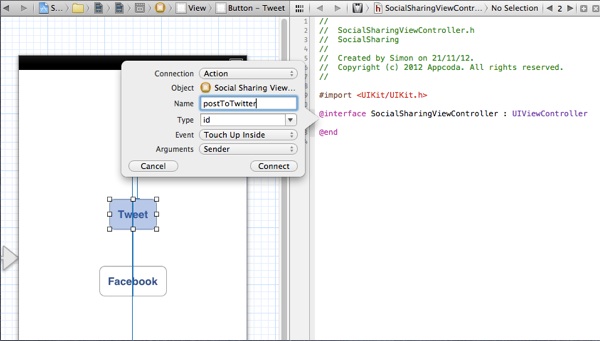 S...
View
Button - Tweet
SocialSharingViewContr...
No Selection
2
Connection Action
Object Social Sharing View...
Name postToTwitter
Type id
Event Touch Up Inside
Arguments Sender
Cancel Connect
Tweet
Facebook
//
//  SocialSharingViewController.h
//  SocialSharing
//
//  Created by Simon on 21/11/12.
//  Copyright (c) 2012 Appcoda. All rights reserved.
//
#import <UIKit/UIKit.h>
@interface SocialSharingViewController : UIViewController
@end